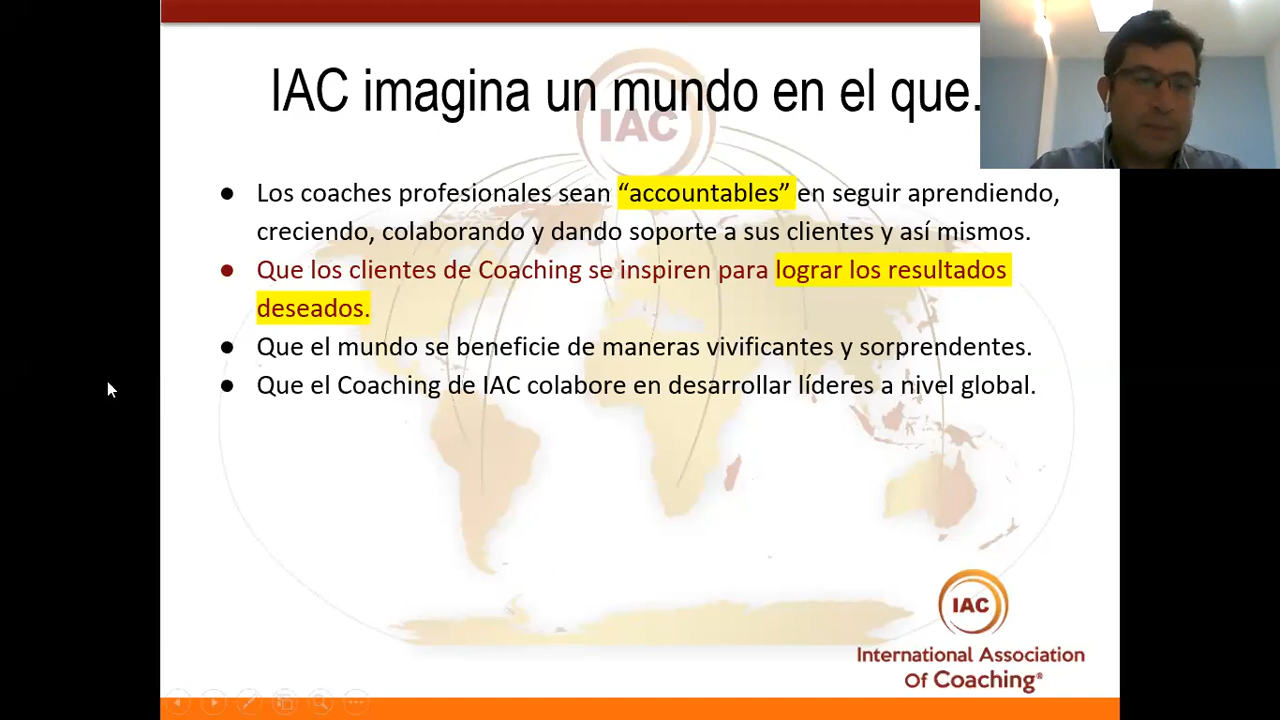 IAC imagina un mundo en el que.
IAC
● Los coaches profesionales sean “accountables” en seguir aprendiendo,
creciendo, colaborando y dando soporte a sus clientes y así mismos.
● Que los clientes de Coaching se inspiren para lograr los resultados
deseados.
● Que el mundo se beneficie de maneras vivificantes y sorprendentes.
● Que el Coaching de IAC colabore en desarrollar líderes a nivel global.
IAC
International Association
Of Coaching®